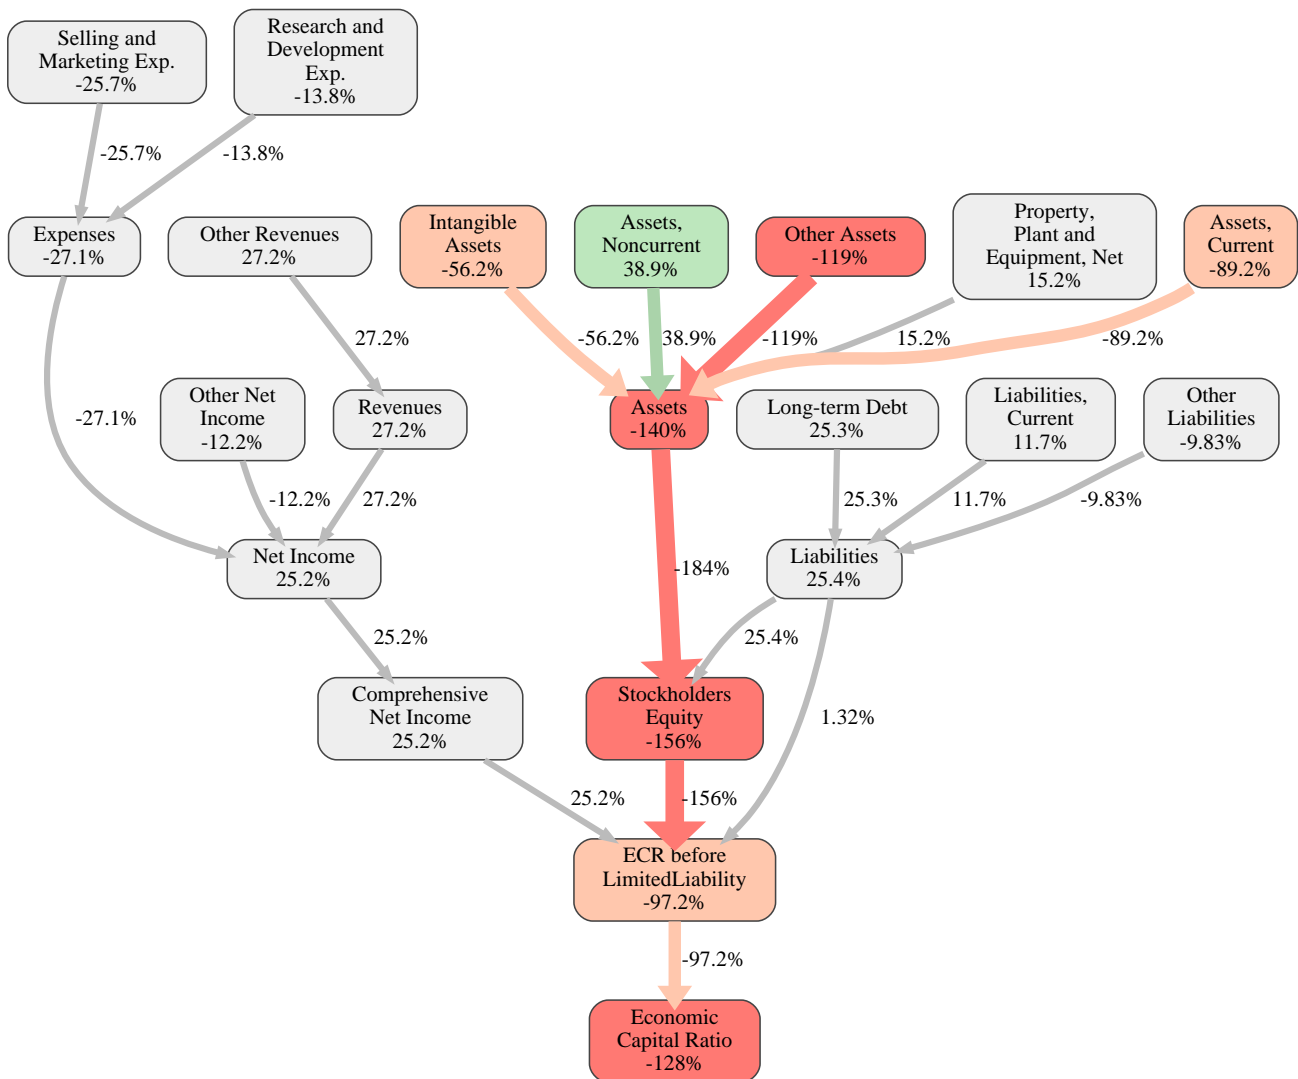 Selling and
Marketing Exp.
-25.7%
Research and
Development
Exp.
-13.8%
-25.7%
-13.8%
Expenses
-27.1%
Other Revenues
27.2%
Intangible
Assets
-56.2%
Assets,
Noncurrent
38.9%
Other Assets
-119%
Property,
Plant and
Equipment, Net
15.2%
Assets,
Current
-89.2%
27.2%
-56.2%
38.9%
-119%
15.2%
-89.2%
-27.1%
Other Net
Income
-12.2%
Revenues
27.2%
Assets
-140%
Long-term Debt
25.3%
Liabilities,
Current
11.7%
Other
Liabilities
-9.83%
-12.2%
27.2%
25.3%
11.7%
-9.83%
Net Income
25.2%
-184%
Liabilities
25.4%
25.2%
25.4%
Comprehensive
Net Income
25.2%
Stockholders
Equity
-156%
1.32%
25.2%
-156%
ECR before
LimitedLiability
-97.2%
-97.2%
Economic
Capital Ratio
-128%